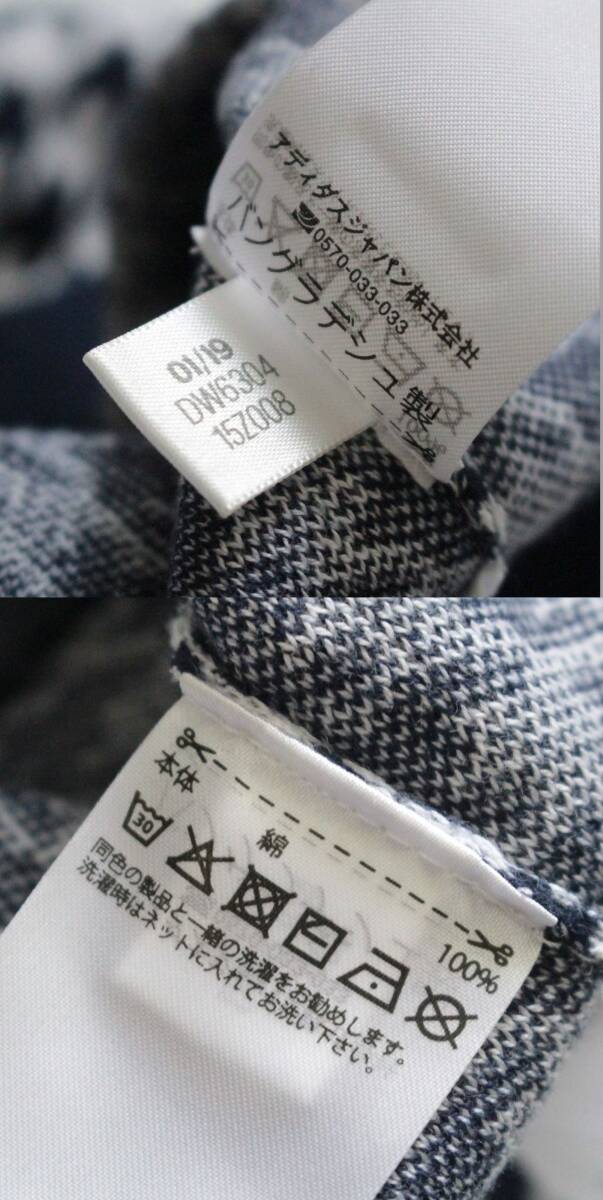 アディダスジャパン株式会社
0570-033-033
バングラデシュ製
01/19
DW6304
15Z008
本体
綿
100%
30
同色の製品と一緒の洗濯をお勧めします。
洗濯時はネットに入れてお洗い下さい。